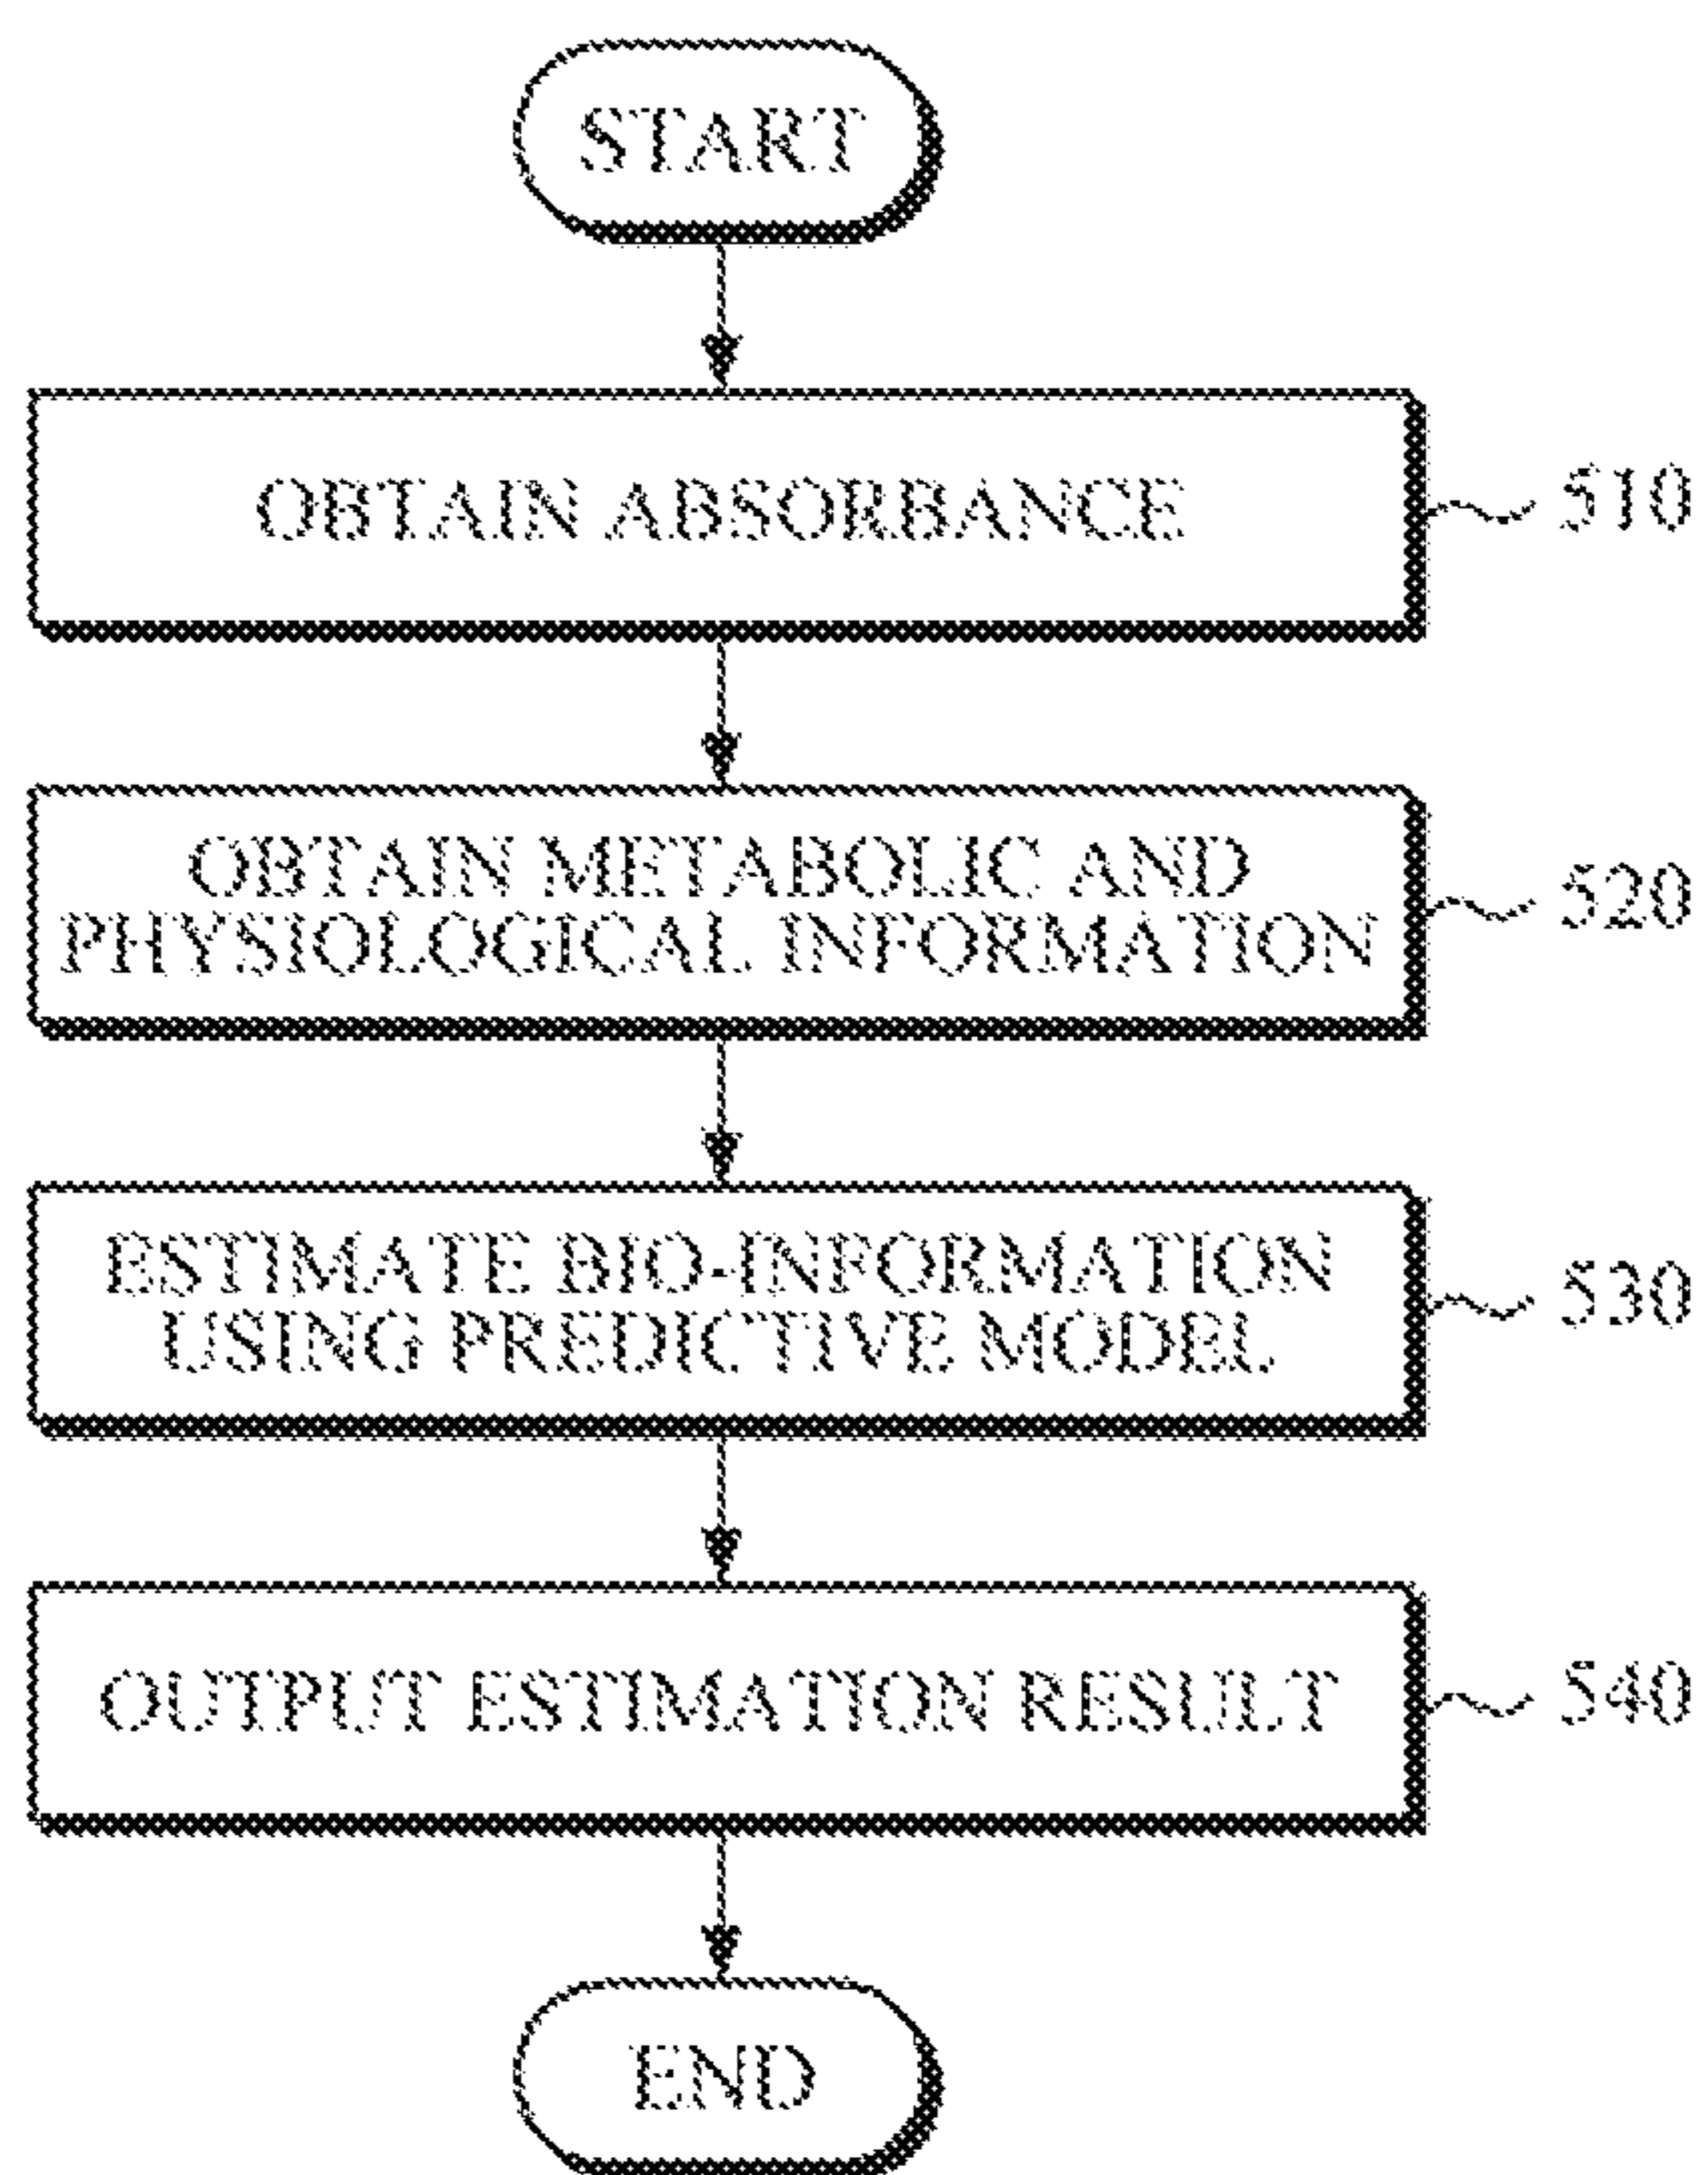 START
OBTAIN ABSORBANCE
510
OBTAIN METABOLIC AND
PHYSIOLOGICAL INFORMATION
520
ESTIMATE BIO-INFORMATION
USING PREDICTIVE MODEL
530
OUTPUT ESTIMATION RESULT
540
END